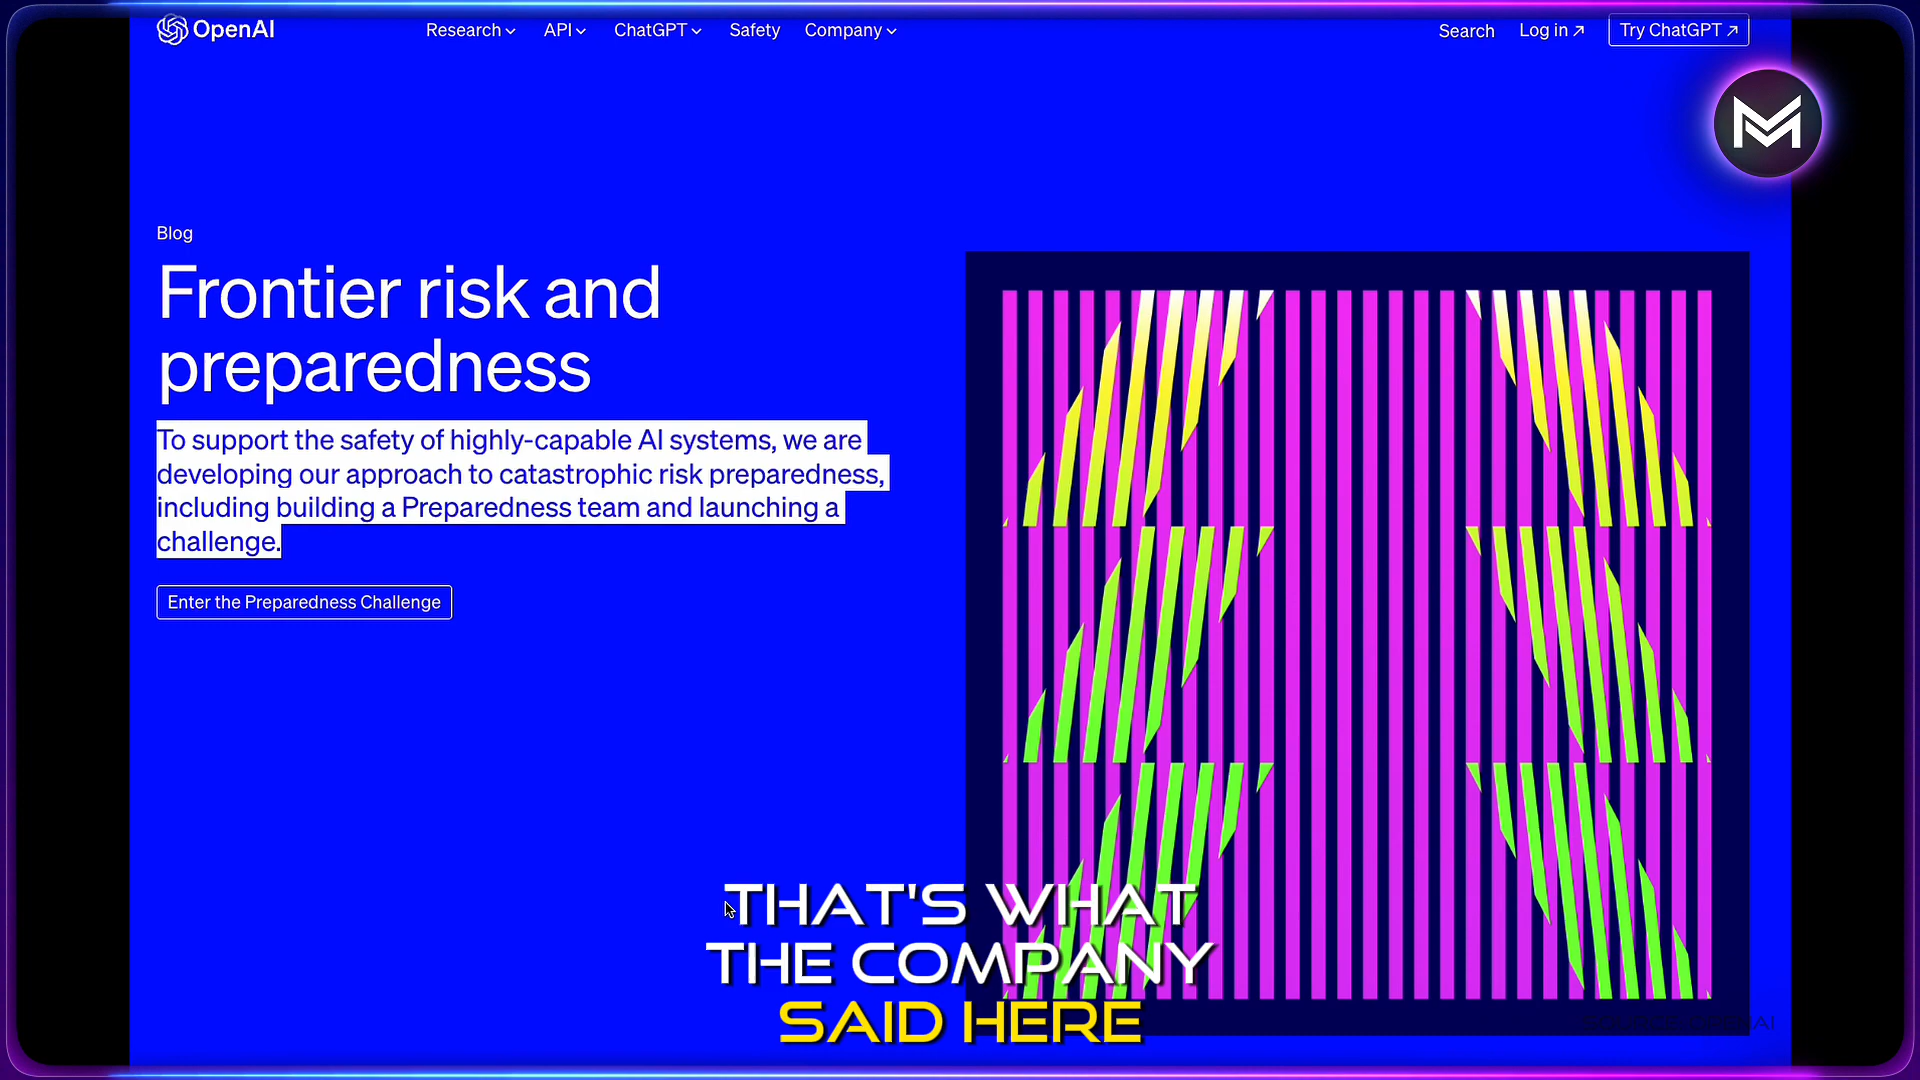 OpenAI
Research
API
ChatGPT
Safety
Company
Search
Log in ↗
Try ChatGPT ↗
Blog
Frontier risk and
preparedness
To support the safety of highly-capable AI systems, we are
developing our approach to catastrophic risk preparedness,
including building a Preparedness team and launching a
challenge.
Enter the Preparedness Challenge
THAT'S WHAT
THE COMPANY
SAID HERE
SOURCE: OPENAI